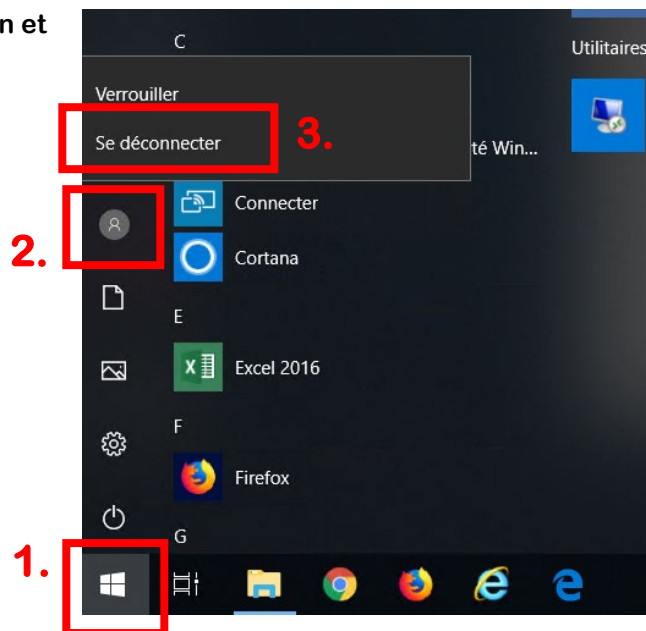 n et
C
Utilitaires
Verrouiller
Se déconnecter
3.
té Win...
Connecter
2.
Cortana
E
Excel 2016
F
Firefox
G
1.